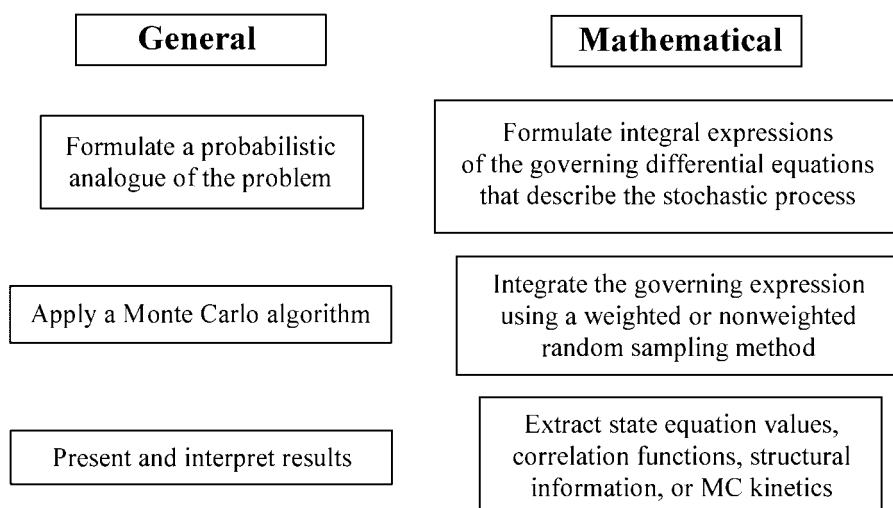 General
Mathematical
Formulate a probabilistic
analogue of the problem
Formulate integral expressions
of the governing differential equations
that describe the stochastic process
Apply a Monte Carlo algorithm
Integrate the governing expression
using a weighted or nonweighted
random sampling method
Present and interpret results
Extract state equation values,
correlation functions, structural
information, or MC kinetics